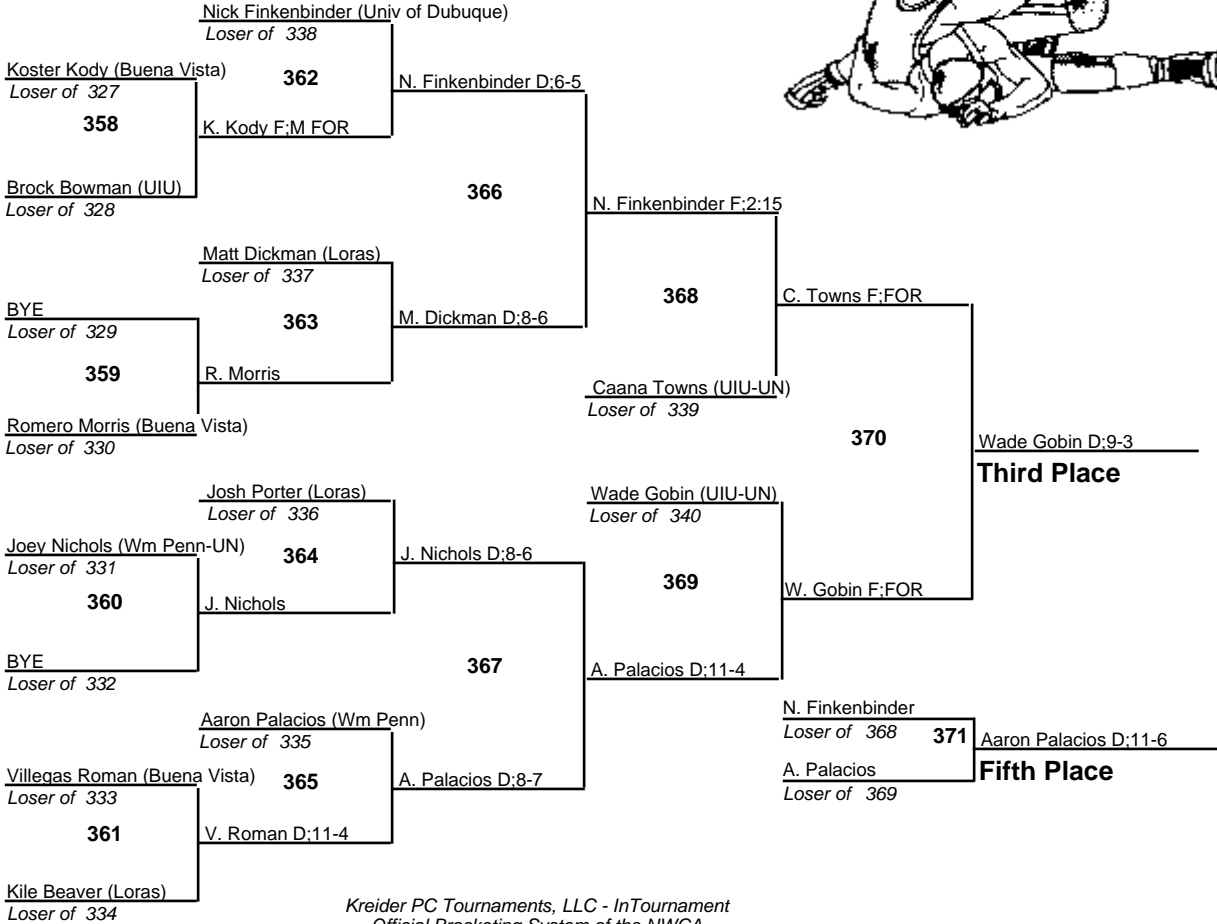 Nick Finkenbinder (Univ of Dubuque)
Loser of 338
Koster Kody (Buena Vista)
Loser of 327
362
N. Finkenbinder D;6-5
358
K. Kody F;M FOR
Brock Bowman (UIU)
Loser of 328
366
N. Finkenbinder F;2:15
Matt Dickman (Loras)
Loser of 337
BYE
Loser of 329
363
M. Dickman D;8-6
368
C. Towns F;FOR
359
R. Morris
Caana Towns (UIU-UN)
Loser of 339
Romero Morris (Buena Vista)
Loser of 330
370
Wade Gobin D;9-3
Third Place
Josh Porter (Loras)
Loser of 336
Wade Gobin (UIU-UN)
Loser of 340
Joey Nichols (Wm Penn-UN)
Loser of 331
364
J. Nichols D;8-6
369
W. Gobin F;FOR
360
J. Nichols
BYE
Loser of 332
367
A. Palacios D;11-4
Aaron Palacios (Wm Penn)
Loser of 335
N. Finkenbinder
Loser of 368
371
Aaron Palacios D;11-6
Fifth Place
A. Palacios
Loser of 369
Villegas Roman (Buena Vista)
Loser of 333
365
A. Palacios D;8-7
361
V. Roman D;11-4
Kile Beaver (Loras)
Loser of 334
Kreider PC Tournaments, LLC - InTournament
Official Bracketing System of the NWCA